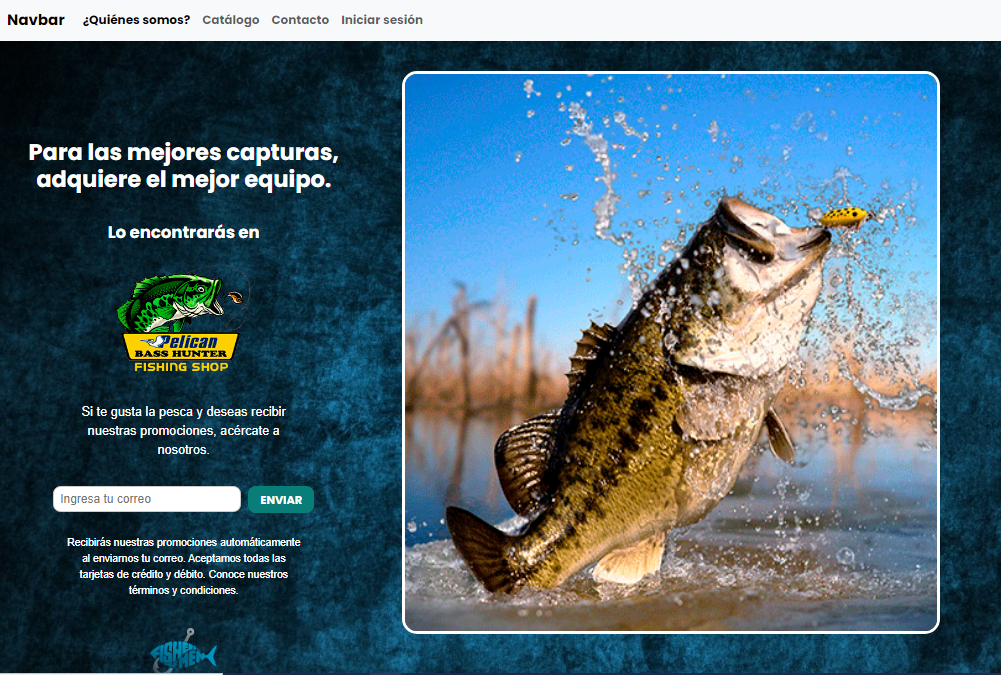 Navbar ¿Quiénes somos? Catálogo Contacto Iniciar sesión
Para las mejores capturas,
adquiere el mejor equipo.
Lo encontrarás en
Pelican
BASS HUNTER
FISHING SHOP
Si te gusta la pesca y deseas recibir
nuestras promociones, acércate a
nosotros.
Ingresa tu correo ENVIAR
Recibirás nuestras promociones automáticamente
al enviarnos tu correo. Aceptamos todas las
tarjetas de crédito y débito. Conoce nuestros
términos y condiciones.
FISHER
MEN